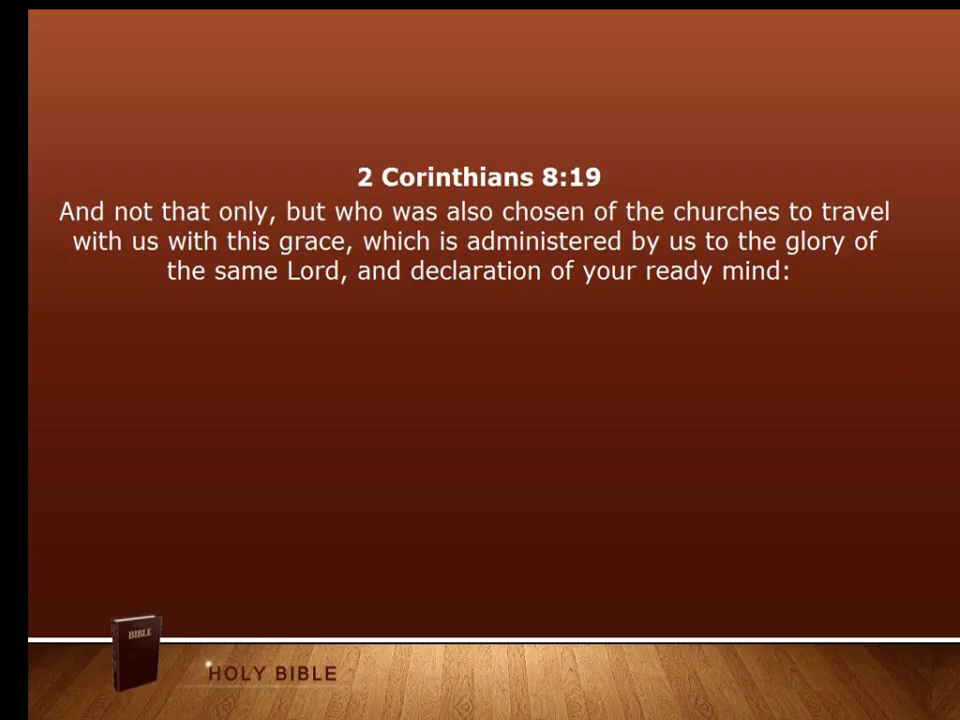 2 Corinthians 8:19
And not that only, but who was also chosen of the churches to travel
with us with this grace, which is administered by us to the glory of
the same Lord, and declaration of your ready mind:
BIBLE
HOLY BIBLE